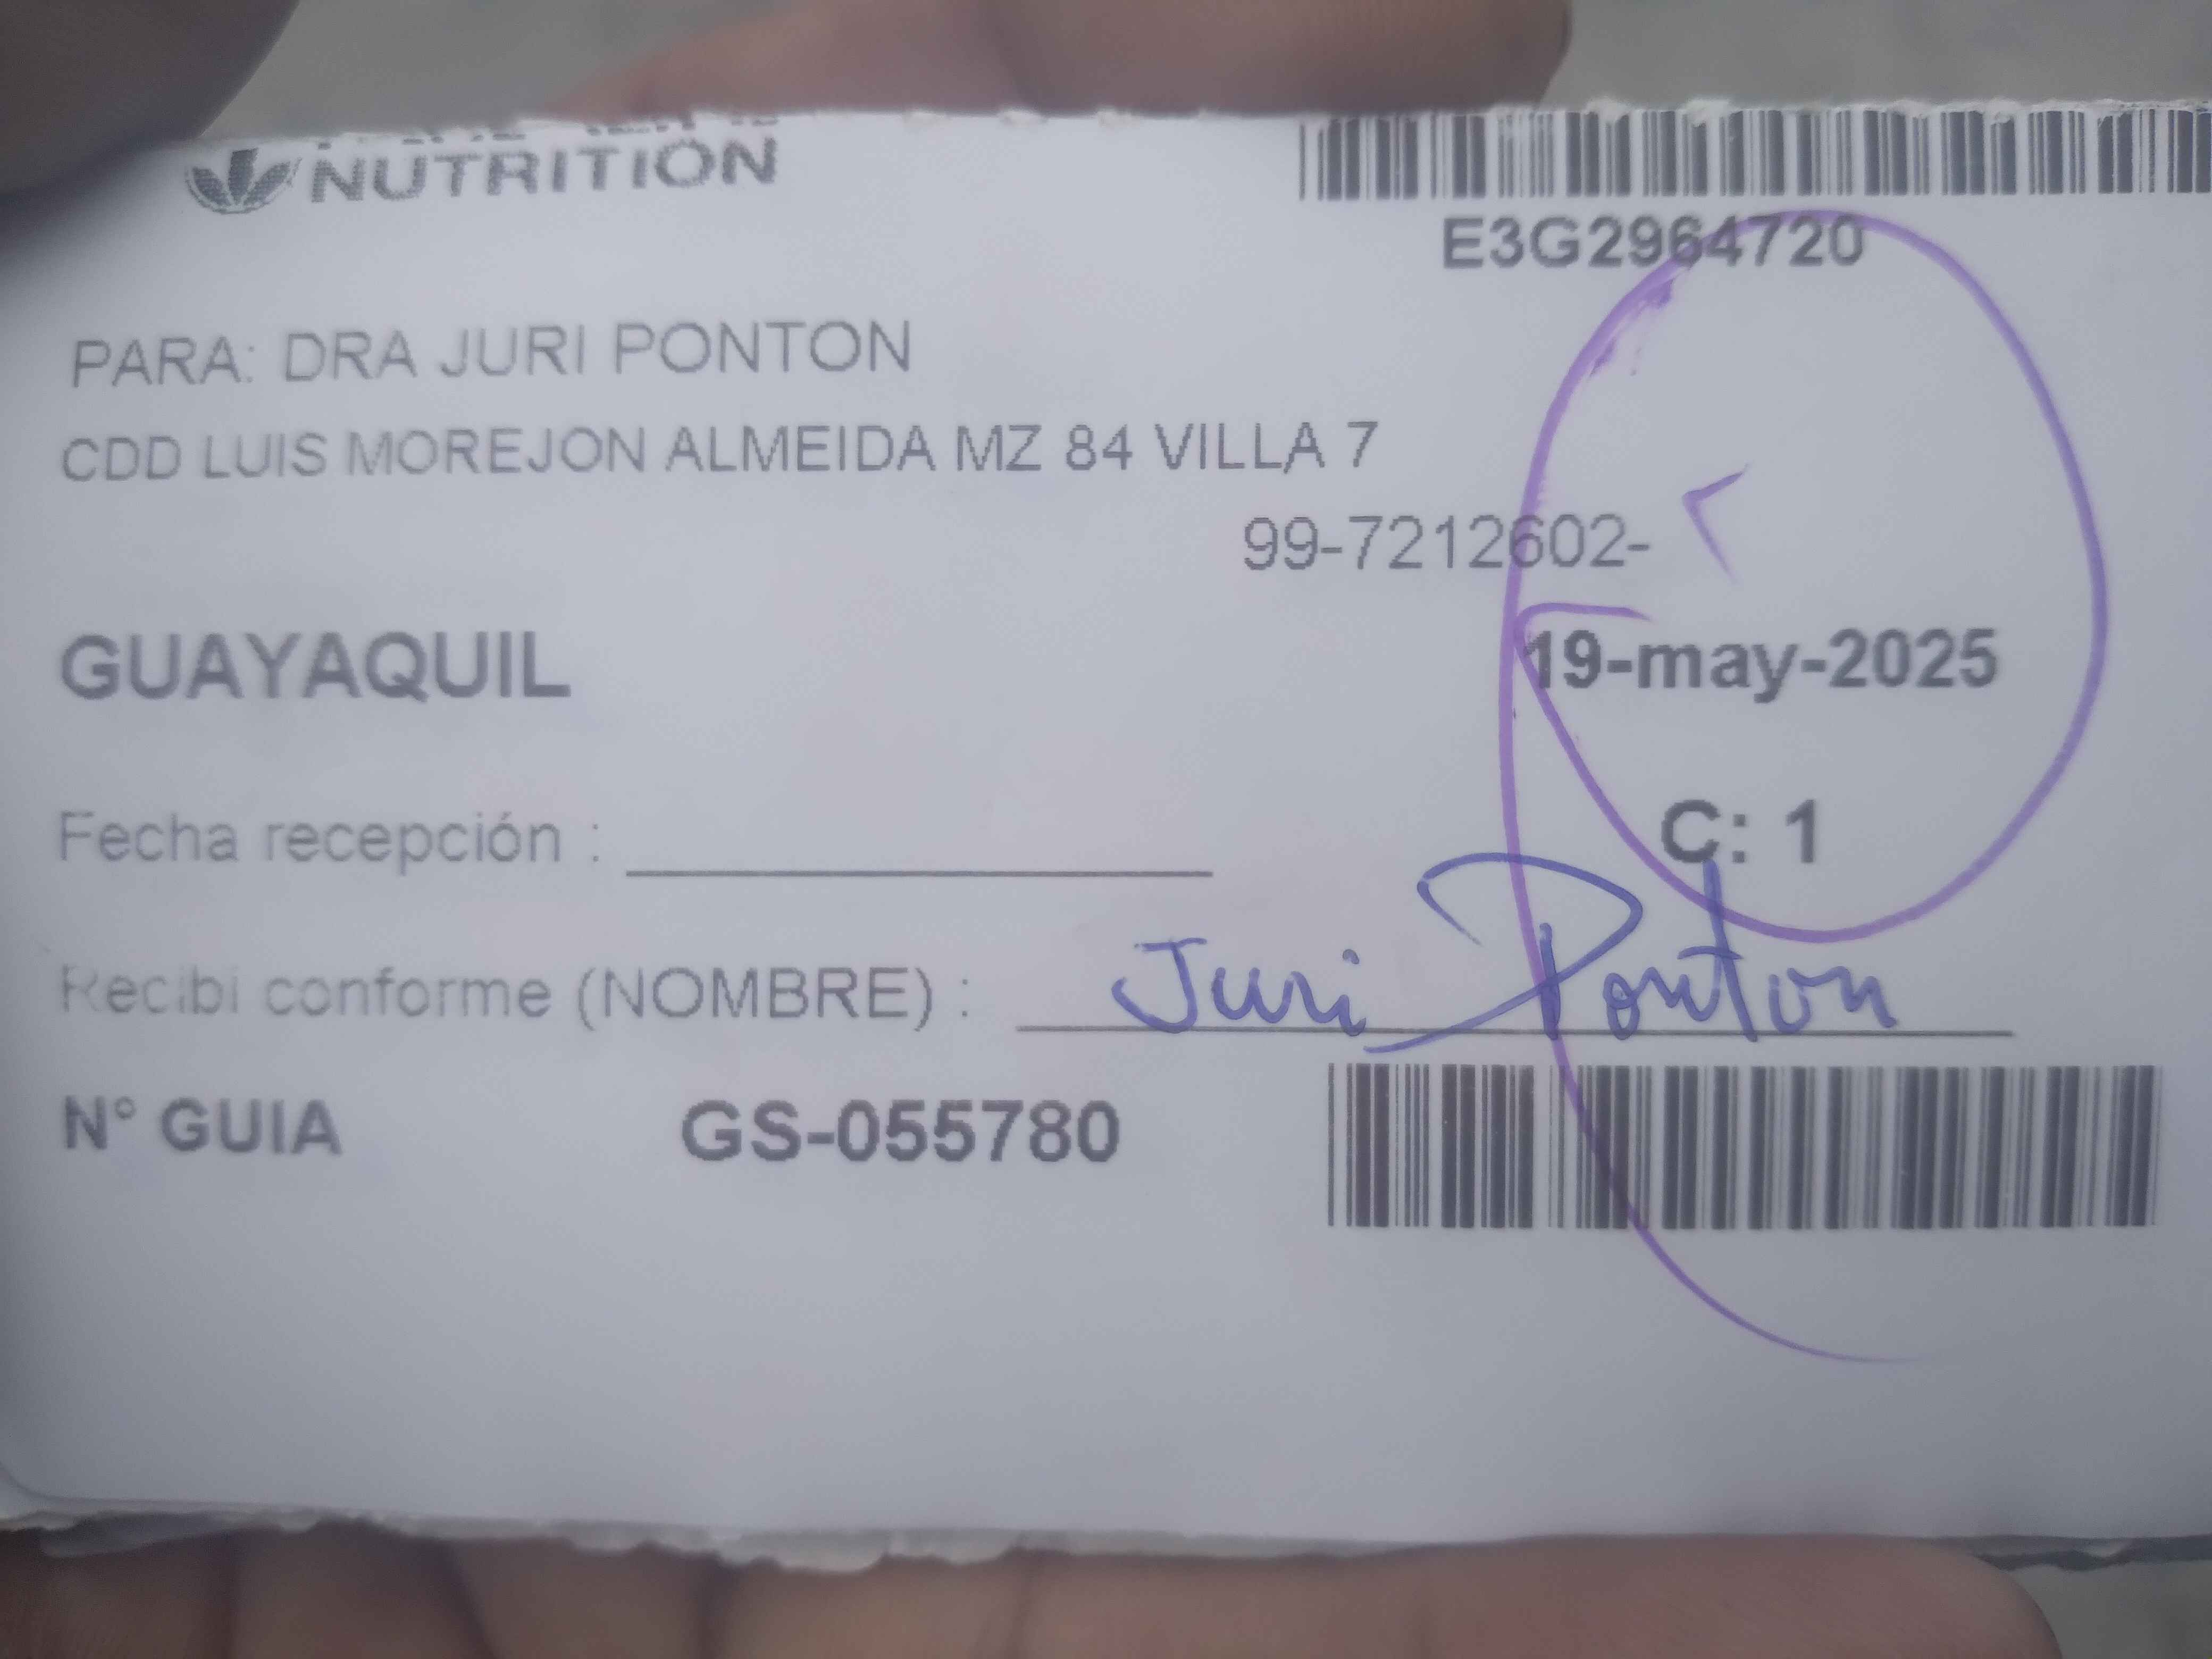 NUTRITION
E3G2964720
PARA: DRA JURI PONTON
CDD LUIS MOREJON ALMEIDA MZ 84 VILLA 7
99-7212602-
GUAYAQUIL
19-may-2025
C: 1
Fecha recepción :
Recibi conforme (NOMBRE) : Juri Ponton
N° GUIA GS-055780